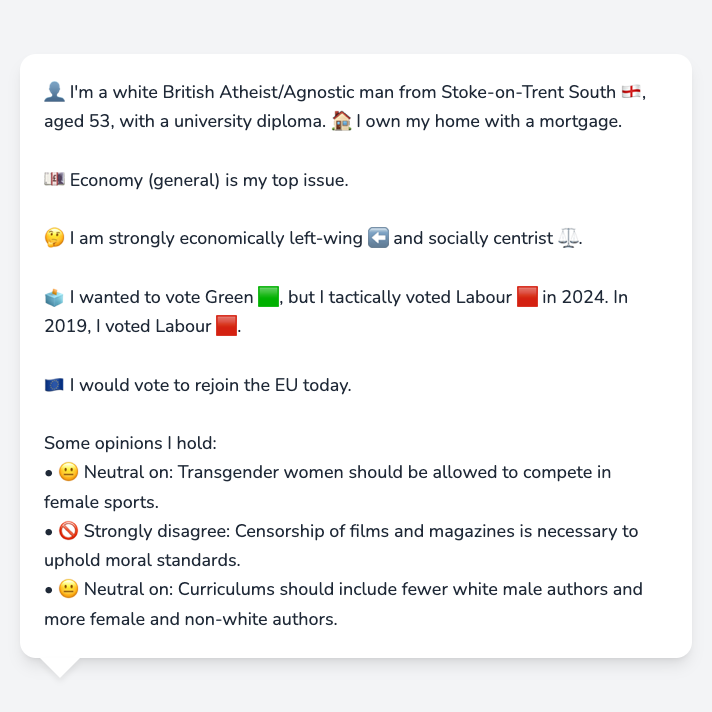 👤 I'm a white British Atheist/Agnostic man from Stoke-on-Trent South 🏴󠁧󠁢󠁥󠁮󠁧󠁿,
aged 53, with a university diploma. 🏠 I own my home with a mortgage.
💷 Economy (general) is my top issue.
🤔 I am strongly economically left-wing ⬅️ and socially centrist ⚖️.
🗳️ I wanted to vote Green 🟩, but I tactically voted Labour 🟥 in 2024. In
2019, I voted Labour 🟥.
🇪🇺 I would vote to rejoin the EU today.
Some opinions I hold:
• 😐 Neutral on: Transgender women should be allowed to compete in
female sports.
• 🚫 Strongly disagree: Censorship of films and magazines is necessary to
uphold moral standards.
• 😐 Neutral on: Curriculums should include fewer white male authors and
more female and non-white authors.